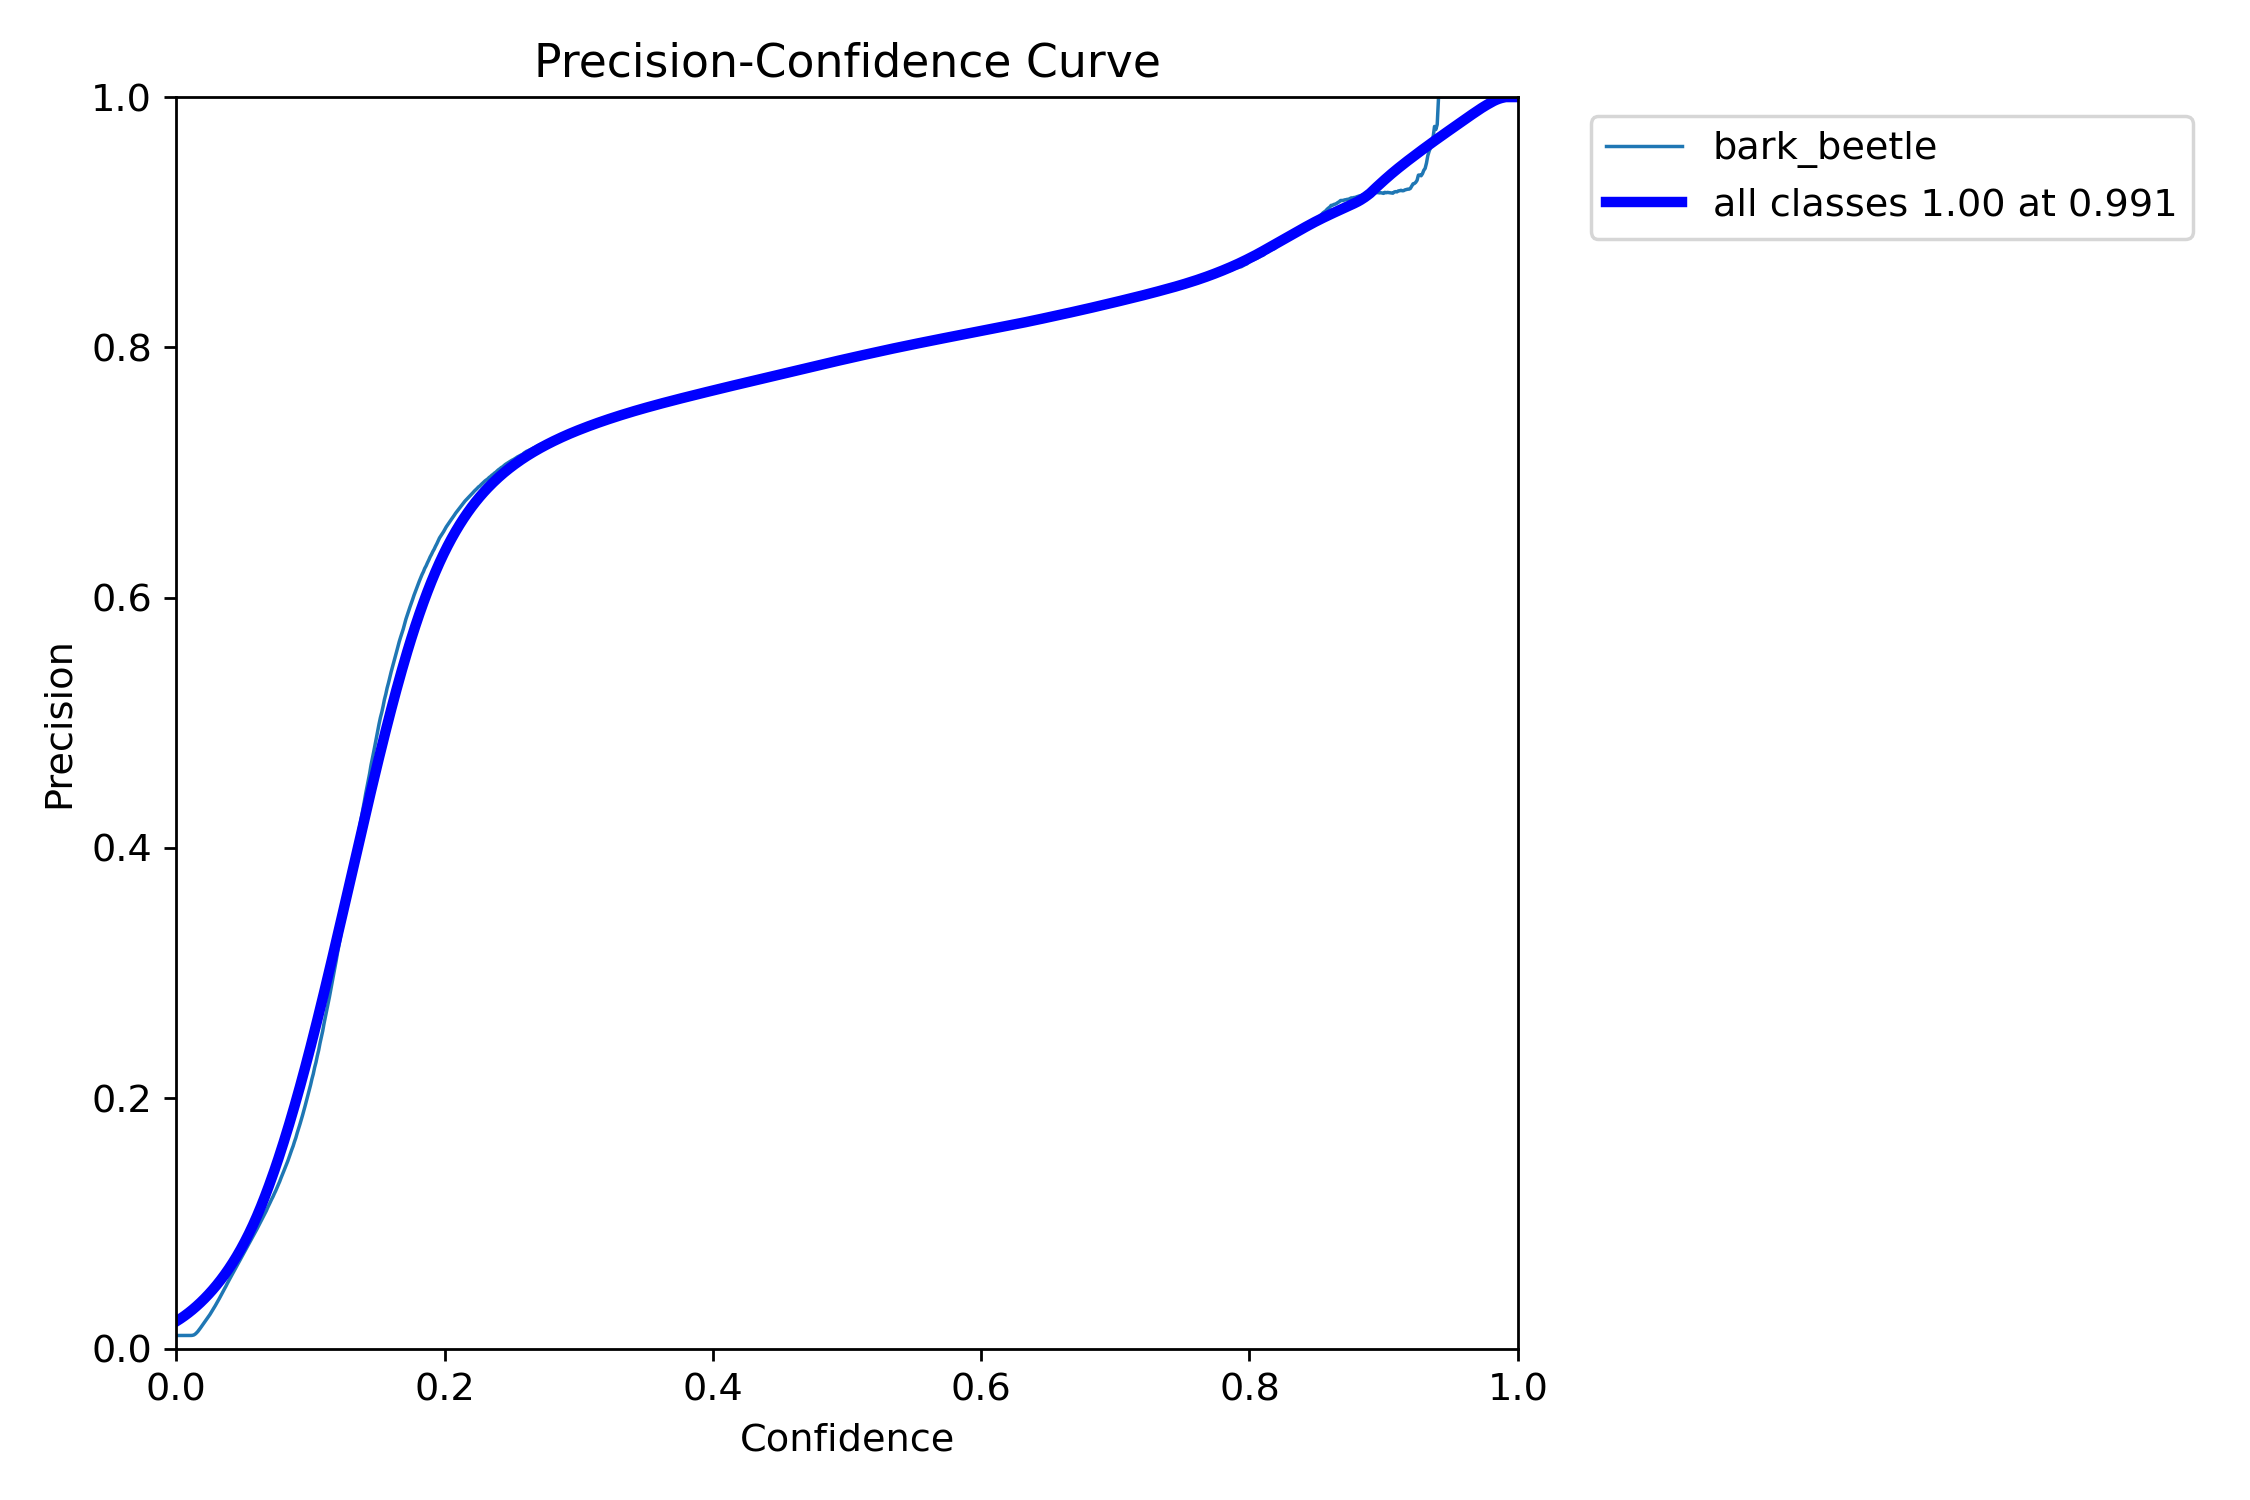 Precision-Confidence Curve
1.0
0.8
0.6
0.4
0.2
0.0
Precision
0.0 0.2 0.4 0.6 0.8 1.0
Confidence
bark_beetle
all classes 1.00 at 0.991